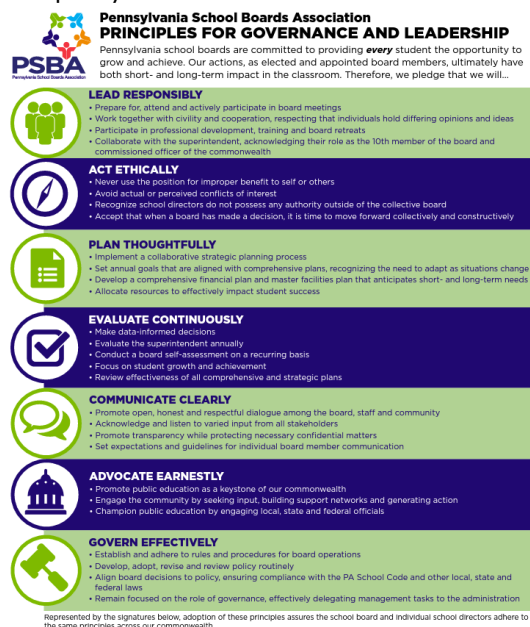 Pennsylvania School Boards Association
PRINCIPLES FOR GOVERNANCE AND LEADERSHIP
PSBA
Pennsylvania School Boards Association
Pennsylvania school boards are committed to providing every student the opportunity to
grow and achieve. Our actions, as elected and appointed board members, ultimately have
both short- and long-term impact in the classroom. Therefore, we pledge that we will...
LEAD RESPONSIBLY
• Prepare for, attend and actively participate in board meetings
• Work together with civility and cooperation, respecting that individuals hold differing opinions and ideas
• Participate in professional development, training and board retreats
• Collaborate with the superintendent, acknowledging their role as the 10th member of the board and
commissioned officer of the commonwealth
ACT ETHICALLY
• Never use the position for improper benefit to self or others
• Avoid actual or perceived conflicts of interest
• Recognize school directors do not possess any authority outside of the collective board
• Accept that when a board has made a decision, it is time to move forward collectively and constructively
PLAN THOUGHTFULLY
• Implement a collaborative strategic planning process
• Set annual goals that are aligned with comprehensive plans, recognizing the need to adapt as situations change
• Develop a comprehensive financial plan and master facilities plan that anticipates short- and long-term needs
• Allocate resources to effectively impact student success
EVALUATE CONTINUOUSLY
• Make data-informed decisions
• Evaluate the superintendent annually
• Conduct a board self-assessment on a recurring basis
• Focus on student growth and achievement
• Review effectiveness of all comprehensive and strategic plans
COMMUNICATE CLEARLY
• Promote open, honest and respectful dialogue among the board, staff and community
• Acknowledge and listen to varied input from all stakeholders
• Promote transparency while protecting necessary confidential matters
• Set expectations and guidelines for individual board member communication
ADVOCATE EARNESTLY
• Promote public education as a keystone of our commonwealth
• Engage the community by seeking input, building support networks and generating action
• Champion public education by engaging local, state and federal officials
GOVERN EFFECTIVELY
• Establish and adhere to rules and procedures for board operations
• Develop, adopt, revise and review policy routinely
• Align board decisions to policy, ensuring compliance with the PA School Code and other local, state and
federal laws
• Remain focused on the role of governance, effectively delegating management tasks to the administration
Represented by the signatures below, adoption of these principles assures the school board and individual school directors adhere to
the same principles across our commonwealth